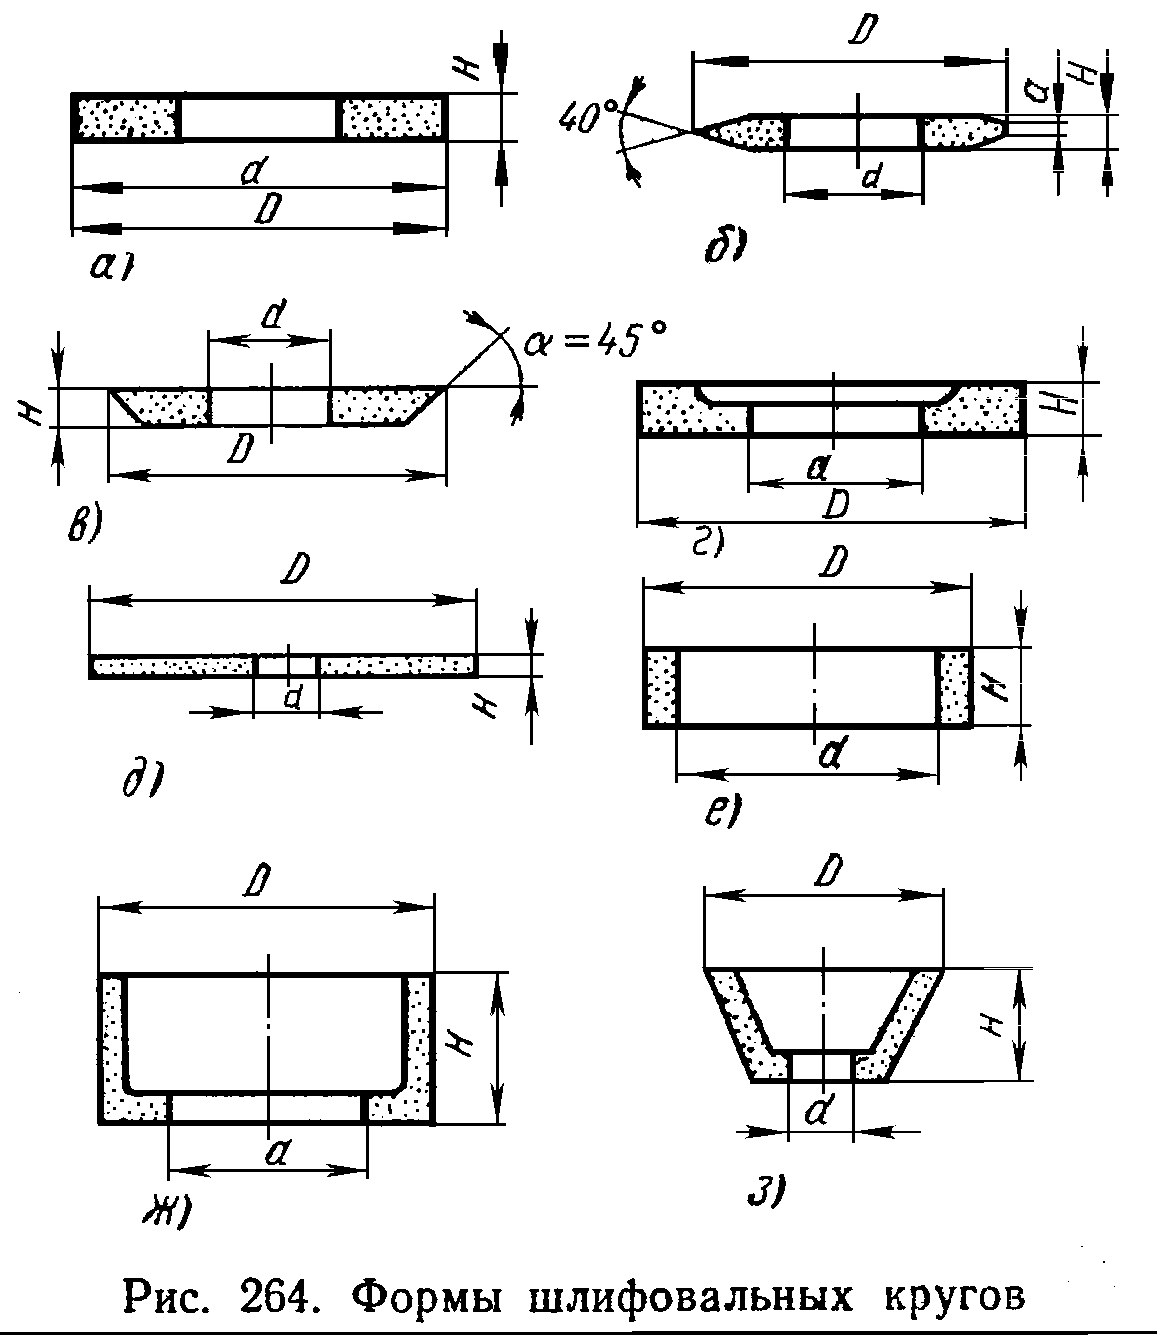 H
d
D
а)
D
40°
a
H
d
б)
d
α = 45°
H
D
в)
H
d
D
г)
D
d
H
д)
D
H
d
е)
D
H
d
ж)
D
H
d
з)
Рис. 264. Формы шлифовальных кругов